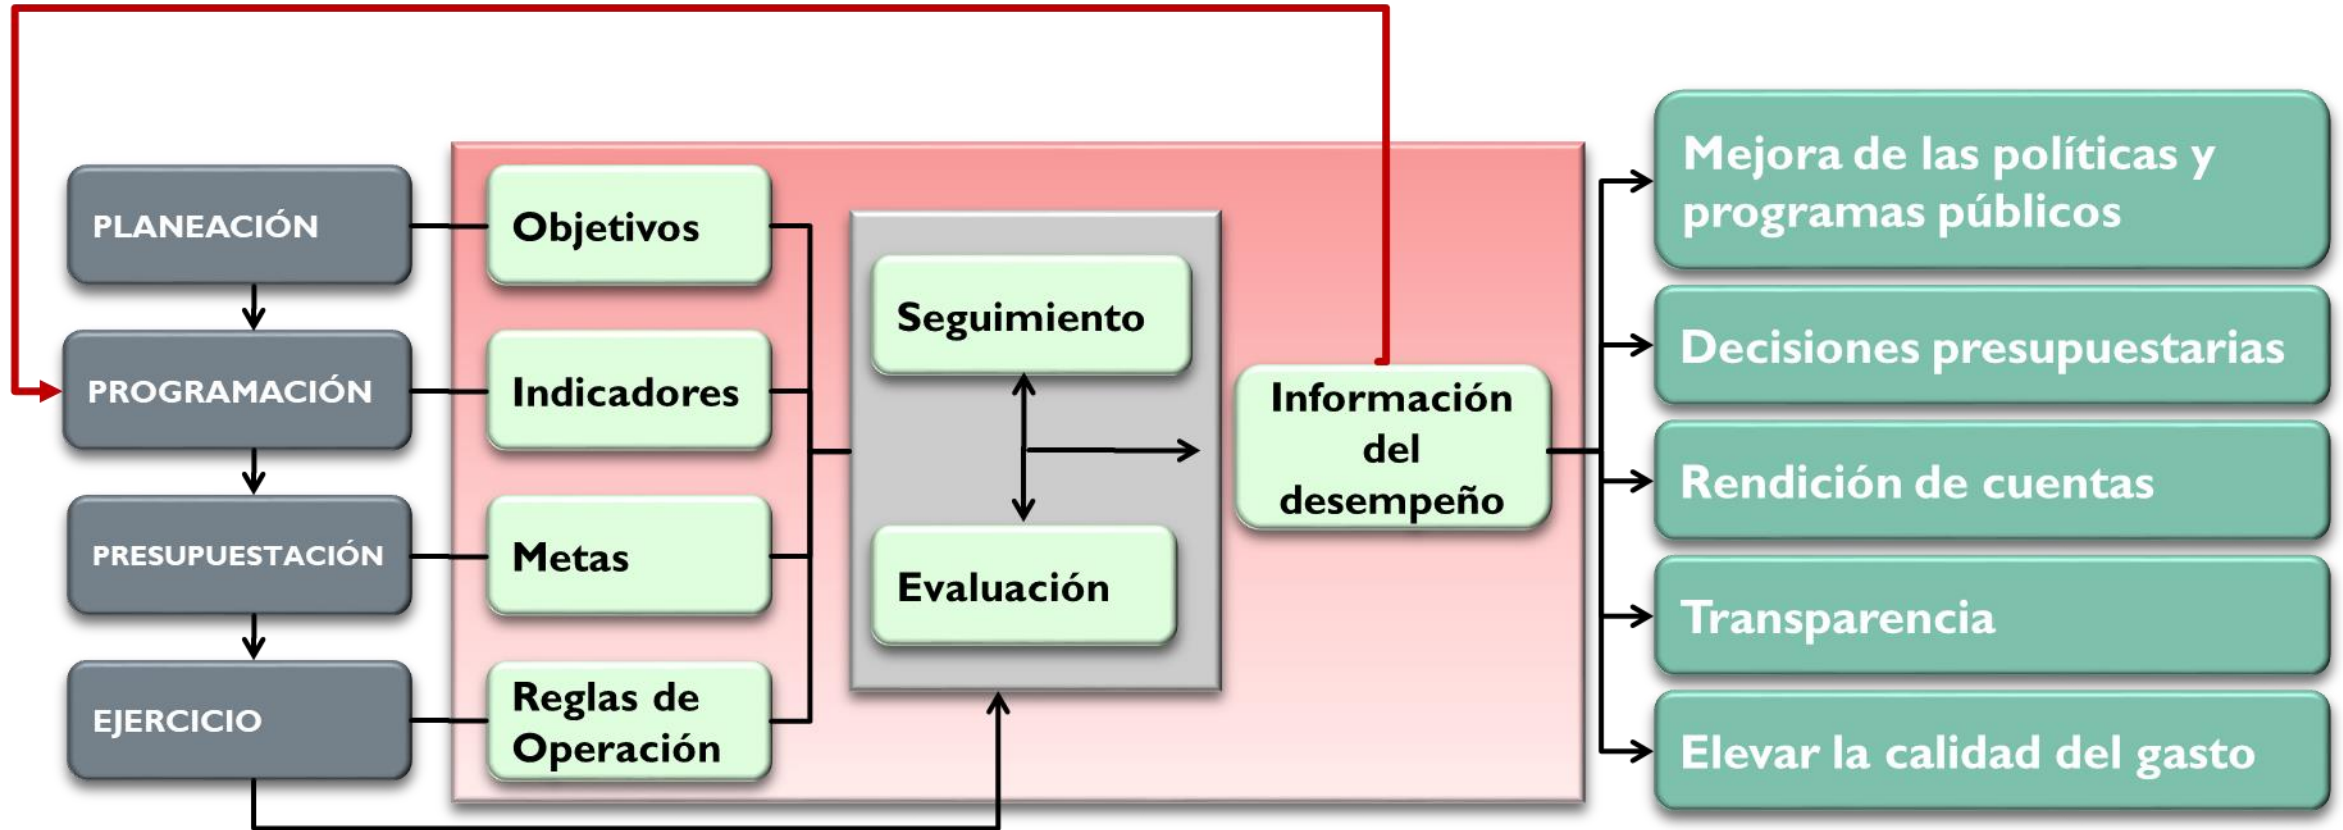 PLANEACIÓN
PROGRAMACIÓN
PRESUPUESTACIÓN
EJERCICIO
Objetivos
Indicadores
Metas
Reglas de
Operación
Seguimiento
Evaluación
Información
del
desempeño
Mejora de las políticas y
programas públicos
Decisiones presupuestarias
Rendición de cuentas
Transparencia
Elevar la calidad del gasto